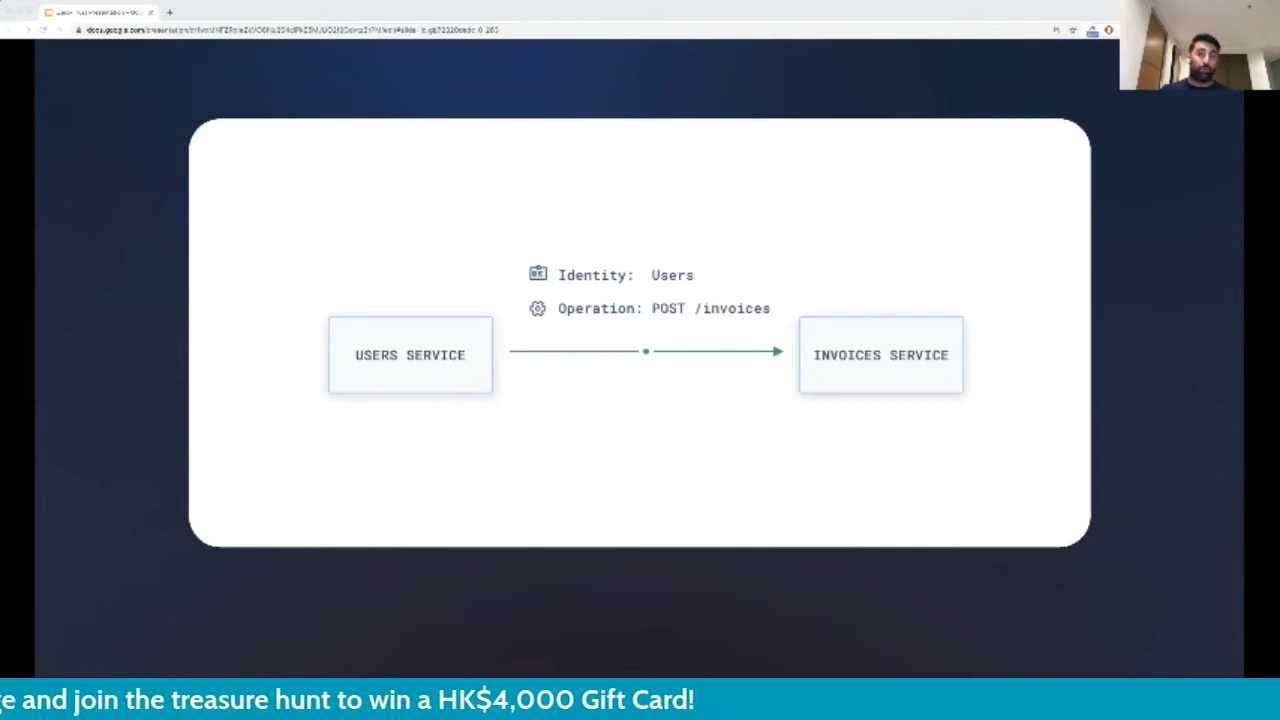 Identity: Users
Operation: POST /invoices
USERS SERVICE
INVOICES SERVICE
and join the treasure hunt to win a HK$4,000 Gift Card!